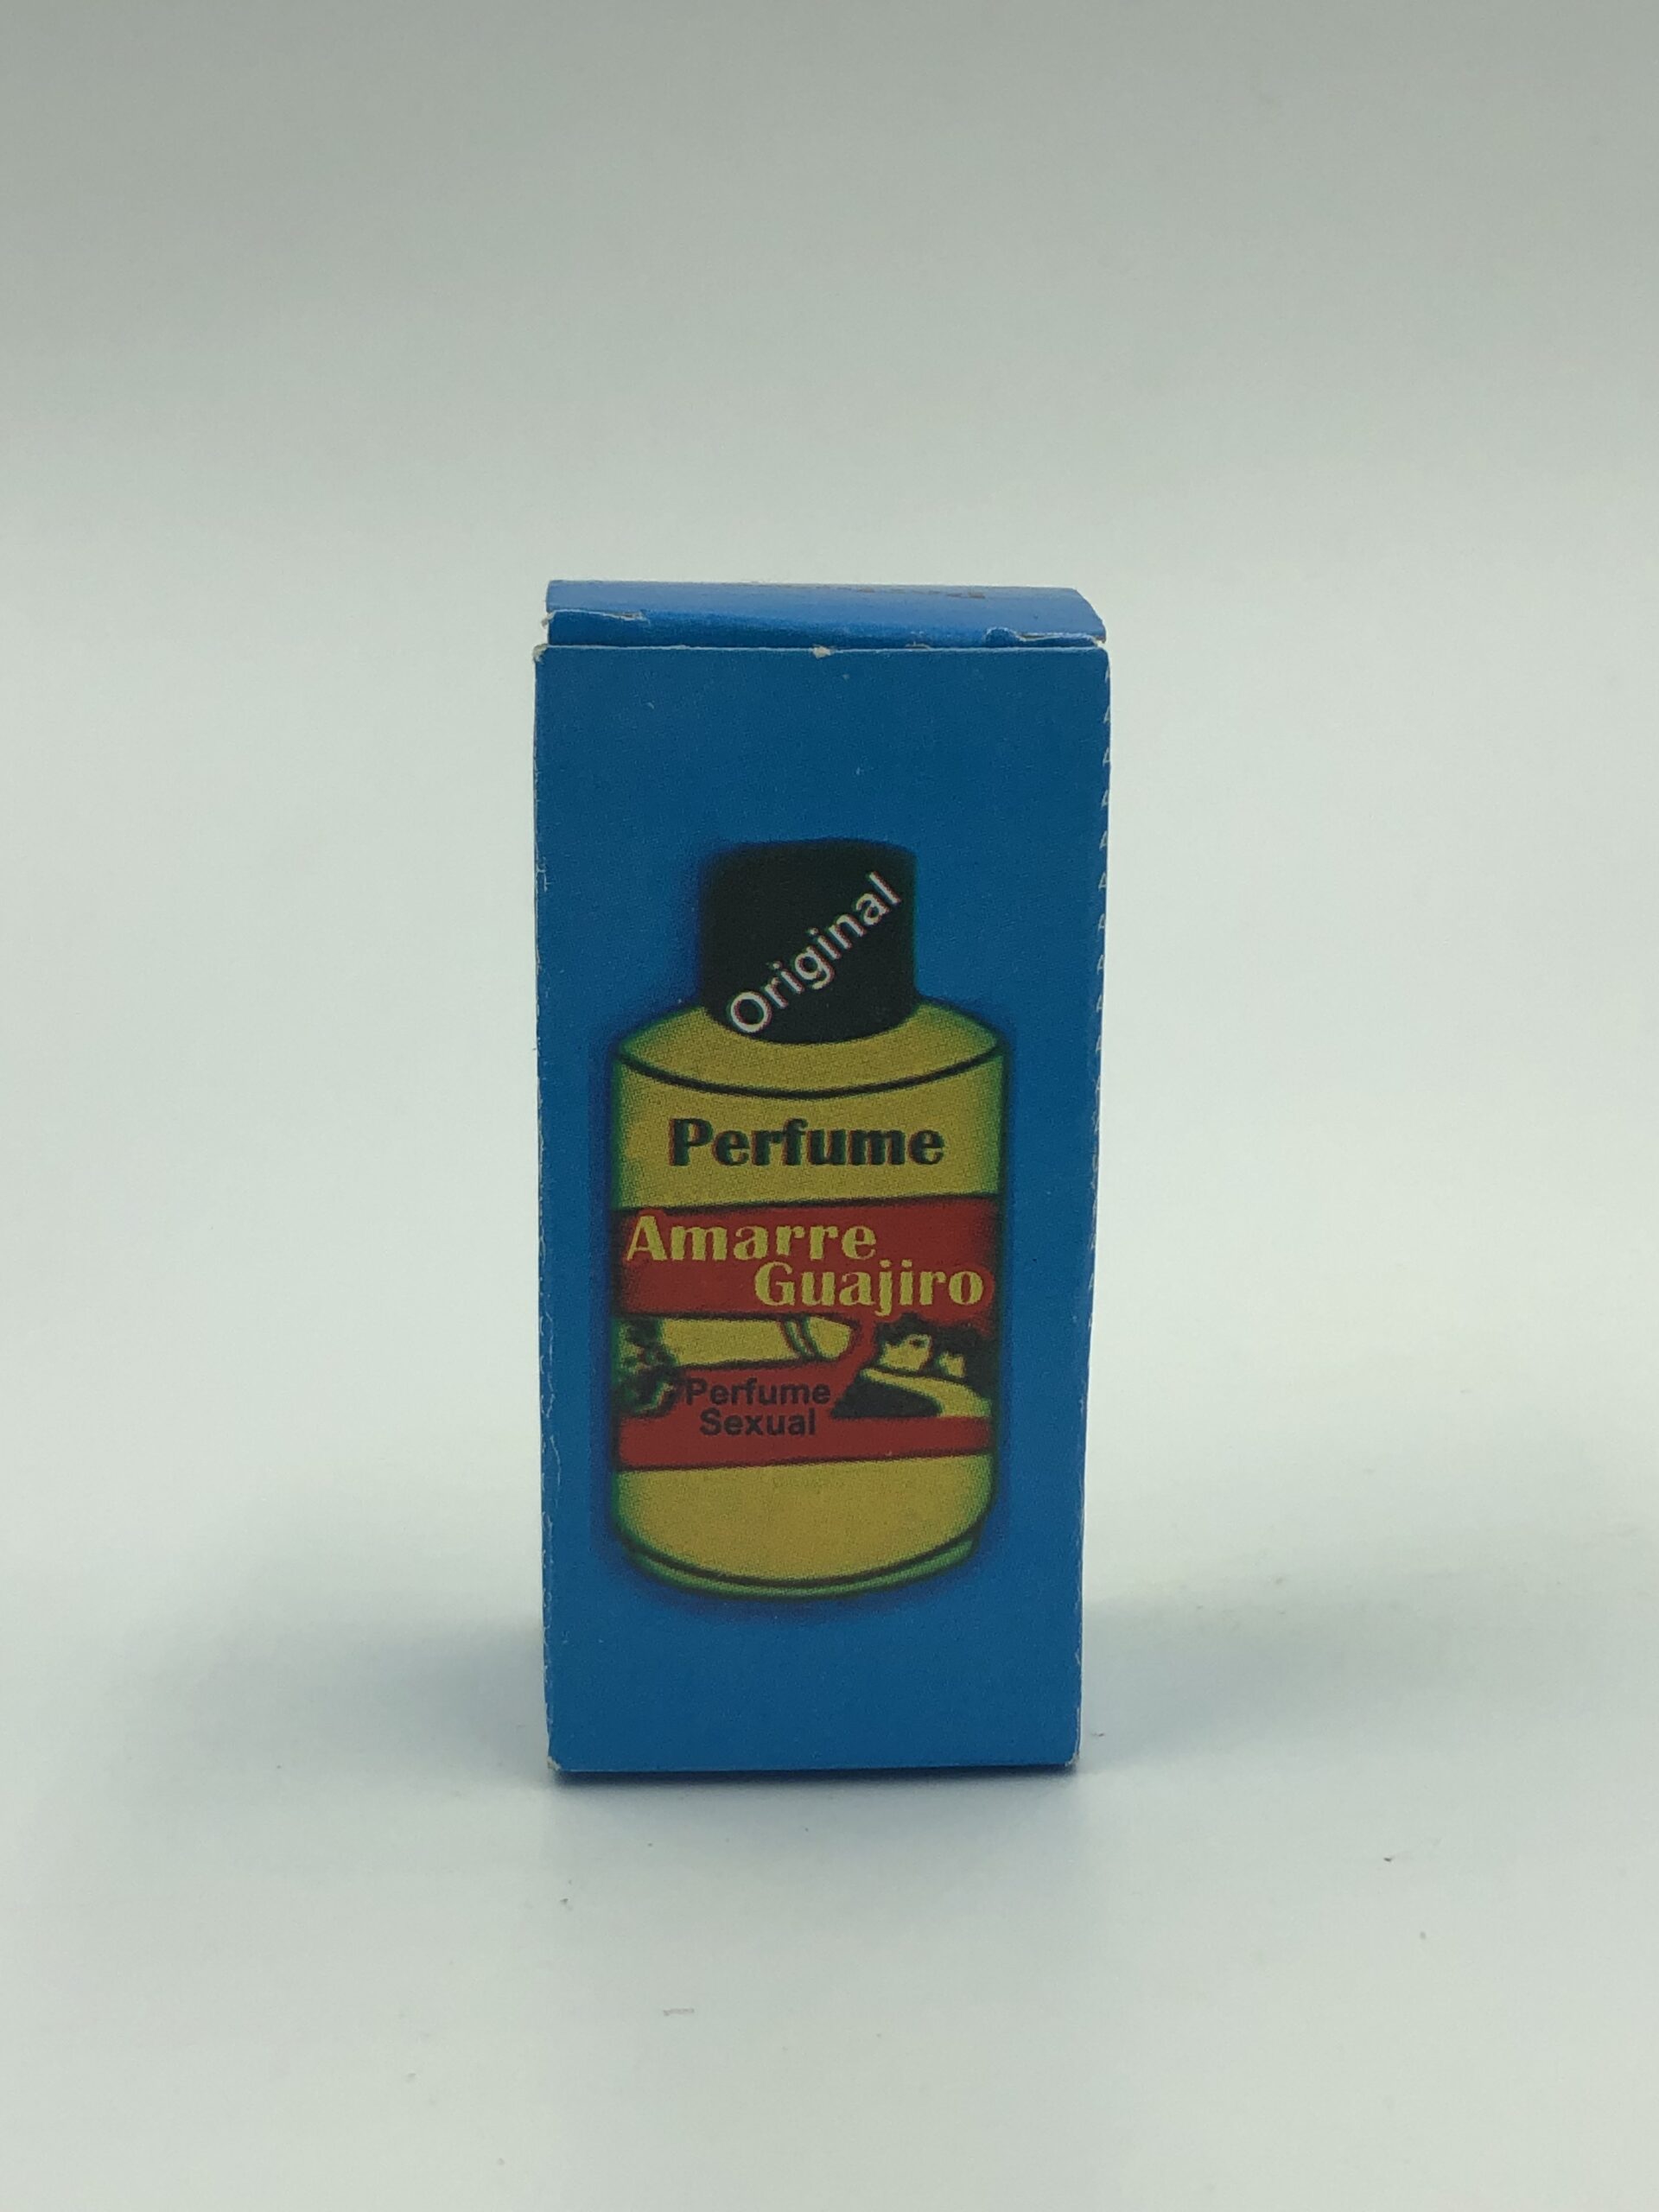 Original
Perfume
Amarre
Guajiro
Perfume
Sexual